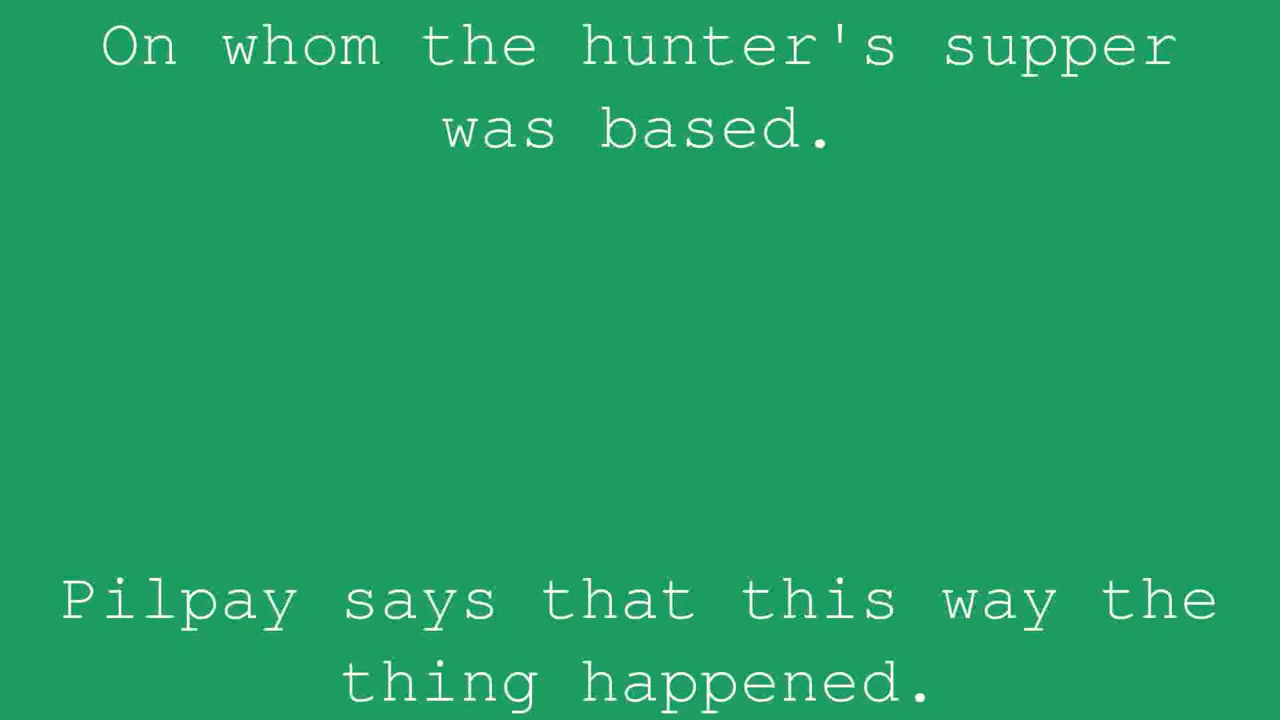 On whom the hunter's supper
was based.
Pilpay says that this way the
thing happened.